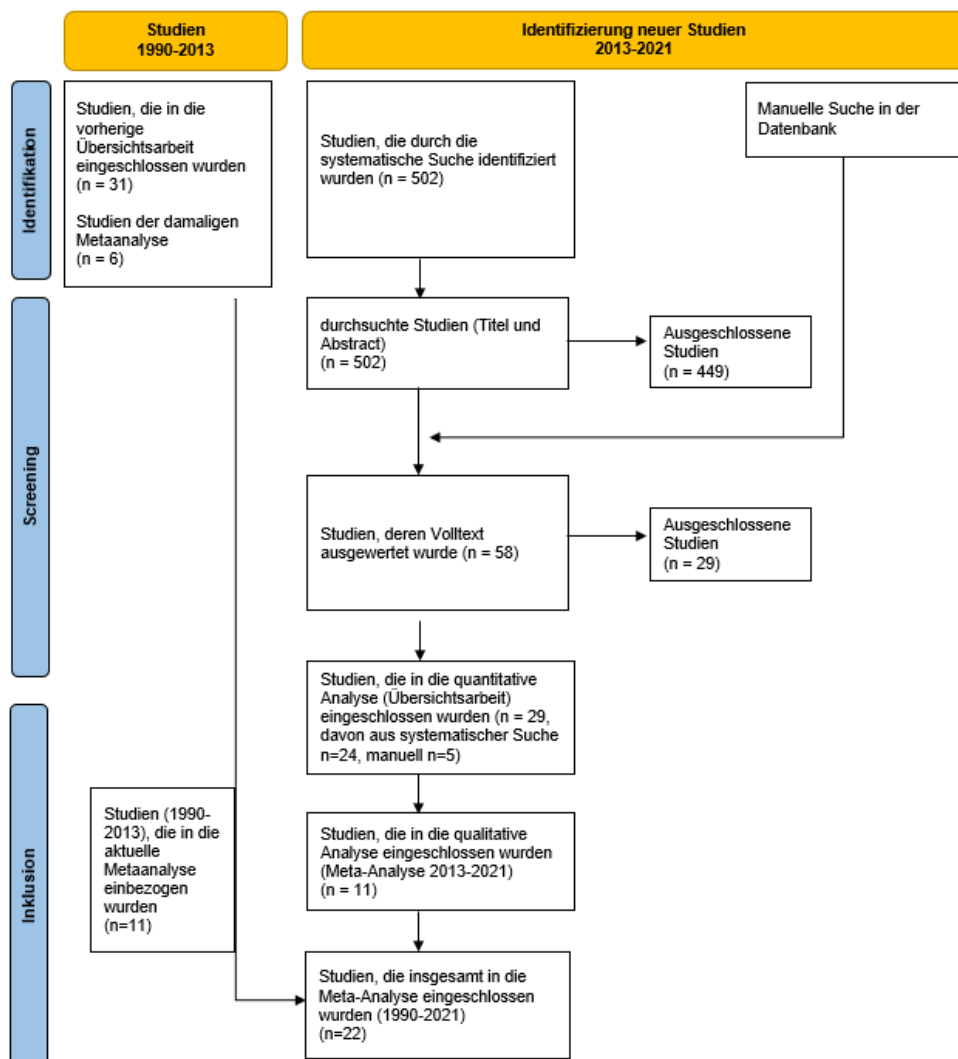 Studien
1990-2013
Identifizierung neuer Studien
2013-2021
Identifikation
Studien, die in die
vorherige
Übersichtsarbeit
eingeschlossen wurden
(n = 31)
Studien der damaligen
Metaanalyse
(n = 6)
Studien, die durch die
systematische Suche identifiziert
wurden (n = 502)
Manuelle Suche in der
Datenbank
Screening
durchsuchte Studien (Titel und
Abstract)
(n = 502)
Ausgeschlossene
Studien
(n = 449)
Studien, deren Volltext
ausgewertet wurde (n = 58)
Ausgeschlossene
Studien
(n = 29)
Studien, die in die quantitative
Analyse (Übersichtsarbeit)
eingeschlossen wurden (n = 29,
davon aus systematischer Suche
n=24, manuell n=5)
Inklusion
Studien (1990-
2013), die in die
aktuelle
Metaanalyse
einbezogen
wurden
(n=11)
Studien, die in die qualitative
Analyse eingeschlossen wurden
(Meta-Analyse 2013-2021)
(n = 11)
Studien, die insgesamt in die
Meta-Analyse eingeschlossen
wurden (1990-2021)
(n=22)